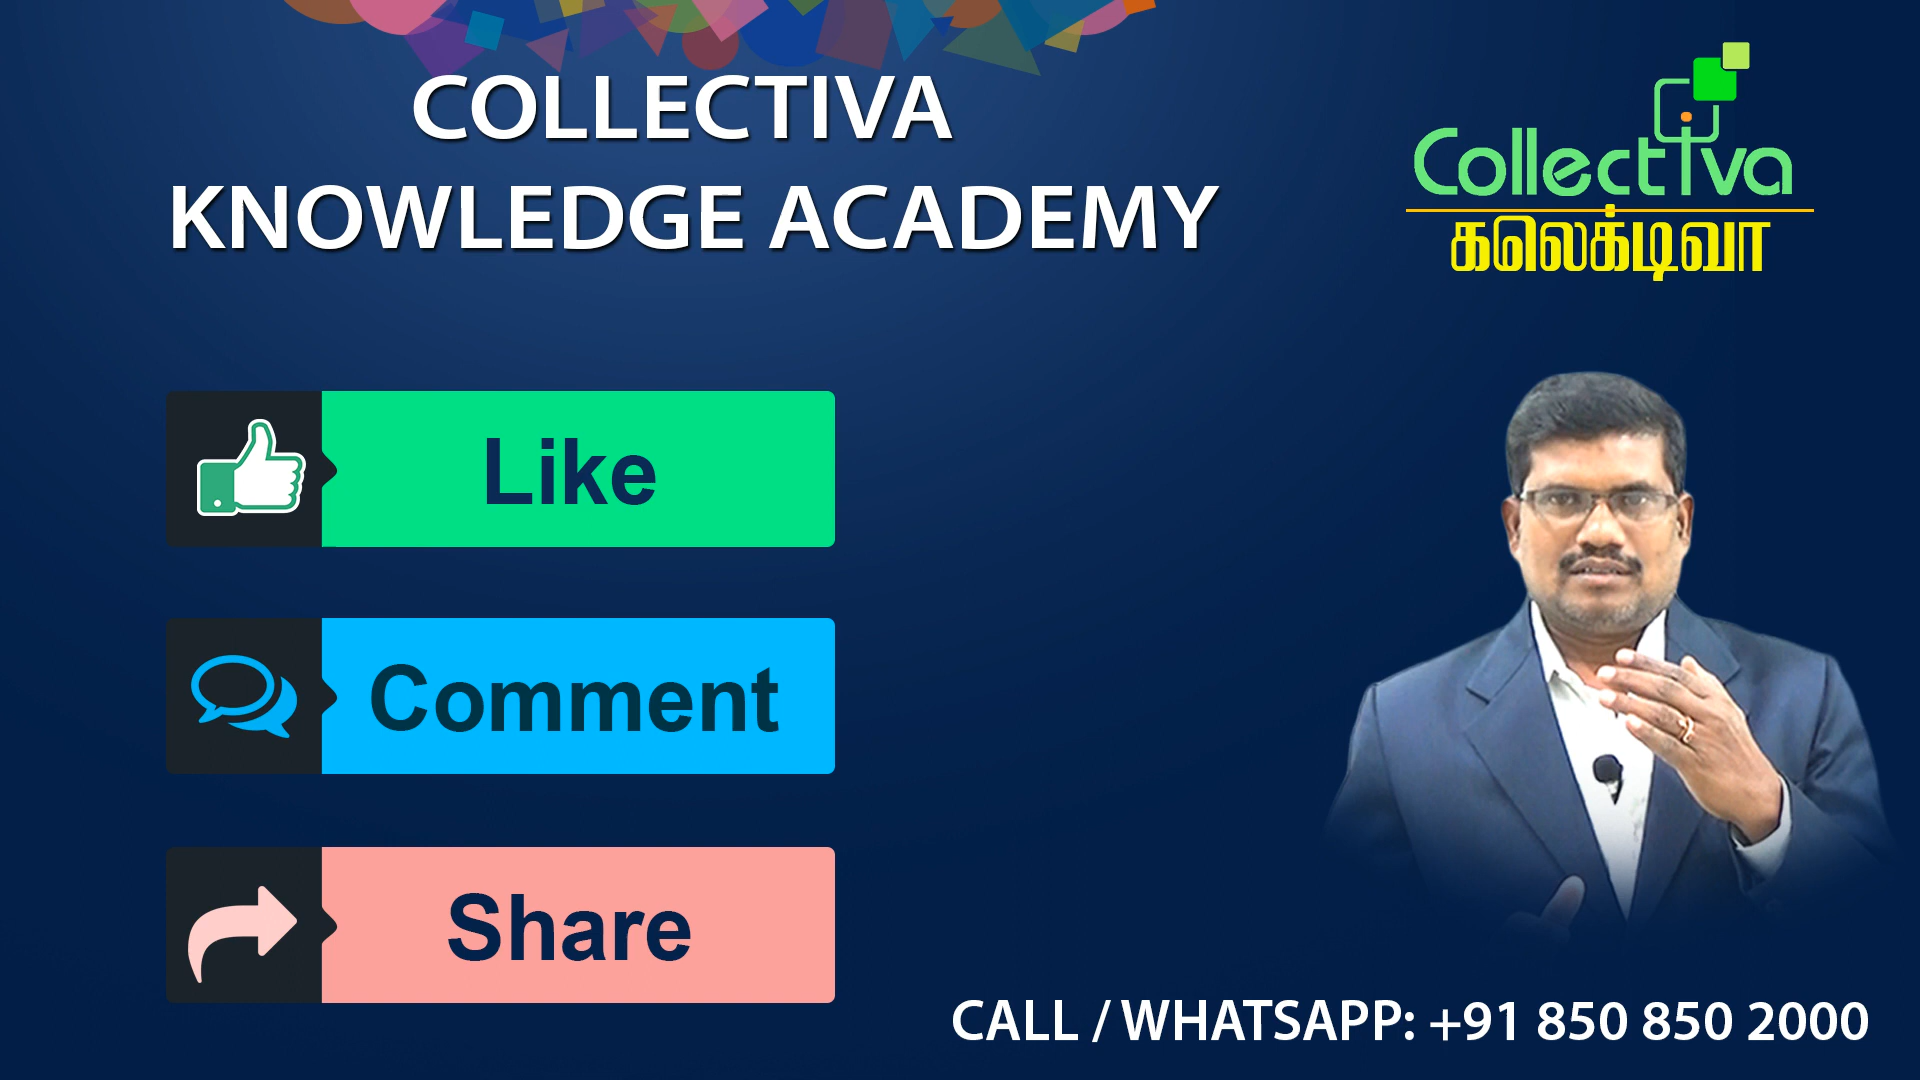 COLLECTIVA
KNOWLEDGE ACADEMY
Collectiva
கலெக்டிவா
Like
Comment
Share
CALL / WHATSAPP: +91 850 850 2000